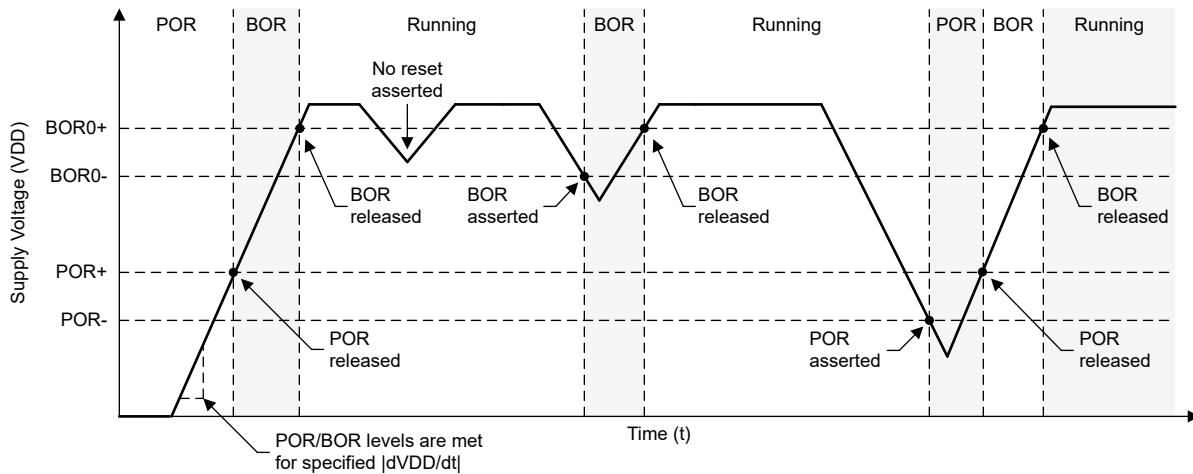 POR BOR Running BOR Running POR BOR Running
No reset
asserted
BOR0+
BOR0-
BOR
released
BOR
asserted
BOR
released
BOR
released
Supply Voltage (VDD)
POR+
POR-
POR
released
POR
asserted
POR
released
Time (t)
POR/BOR levels are met
for specified |dVDD/dt|